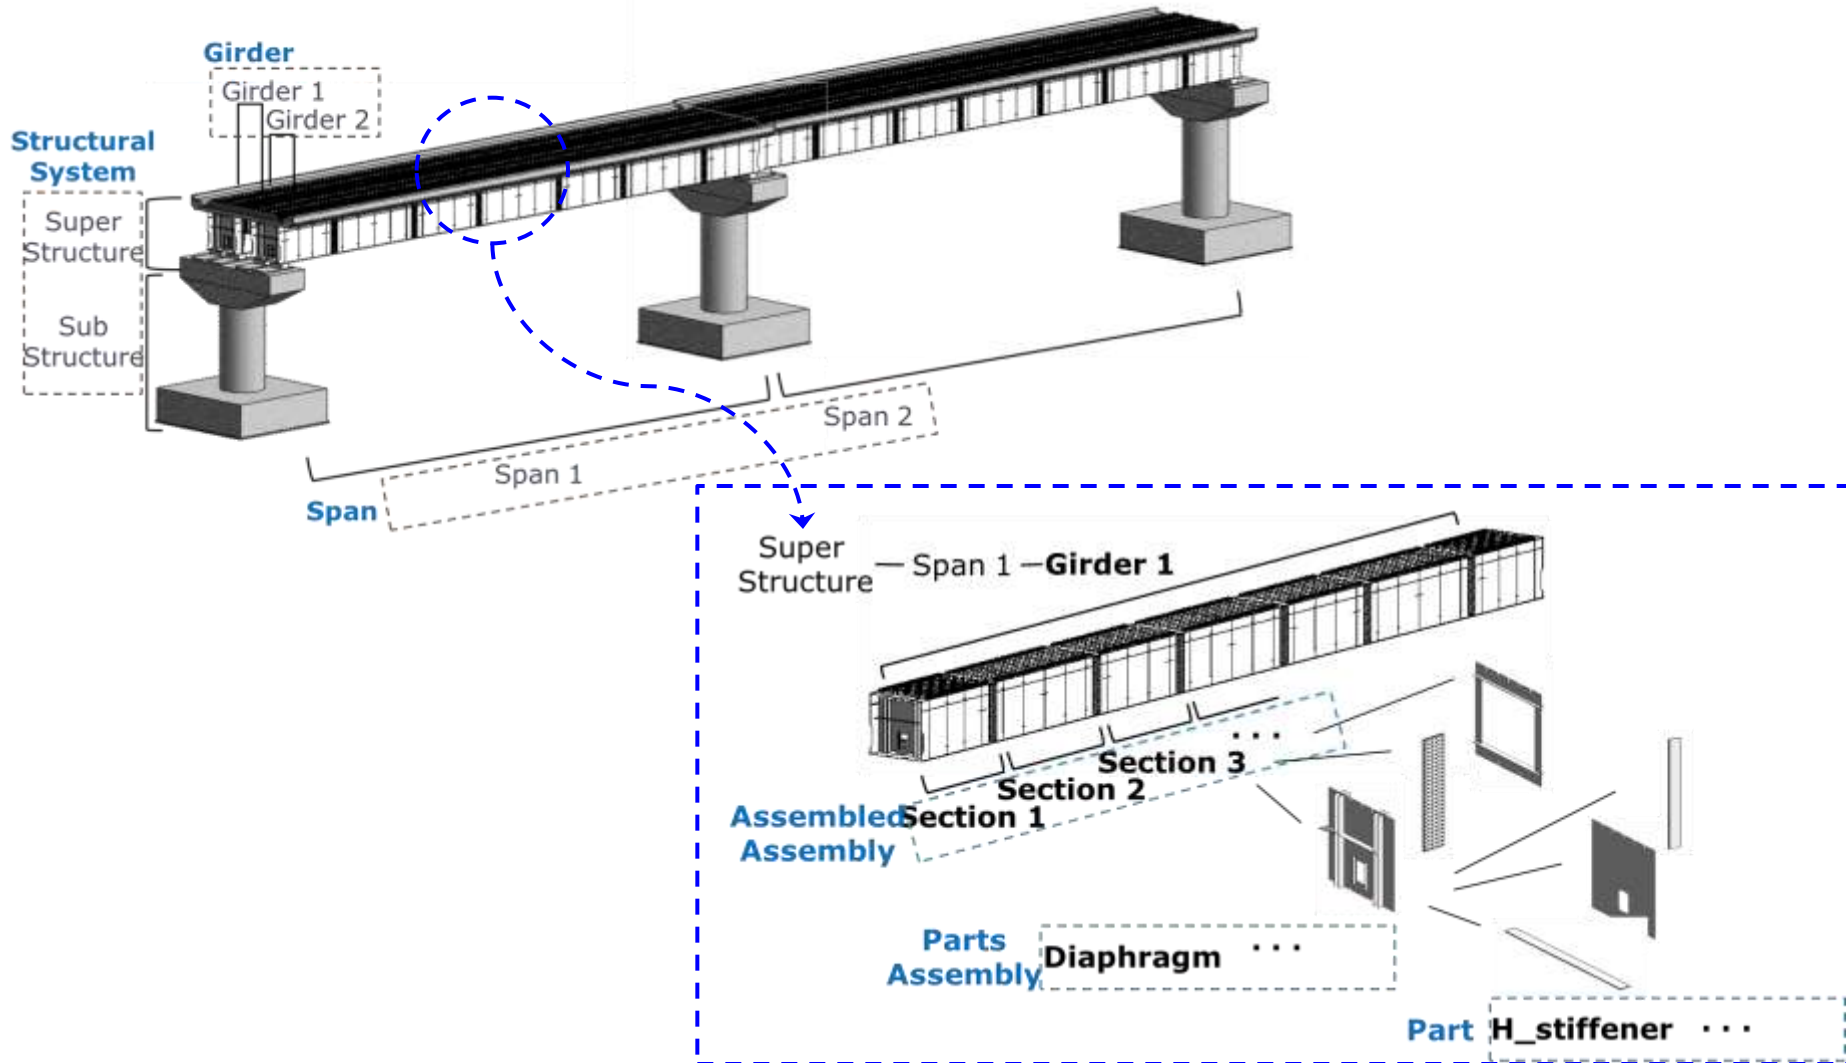 Girder
Girder 1
Girder 2
Structural
System
Super
Structure
Sub
Structure
Span 2
Span 1
Span
Super
Structure
Span 1
Girder 1
...
Section 3
Section 2
Section 1
Assembled
Assembly
Parts
Assembly
Diaphragm ...
Part
H_stiffener ...